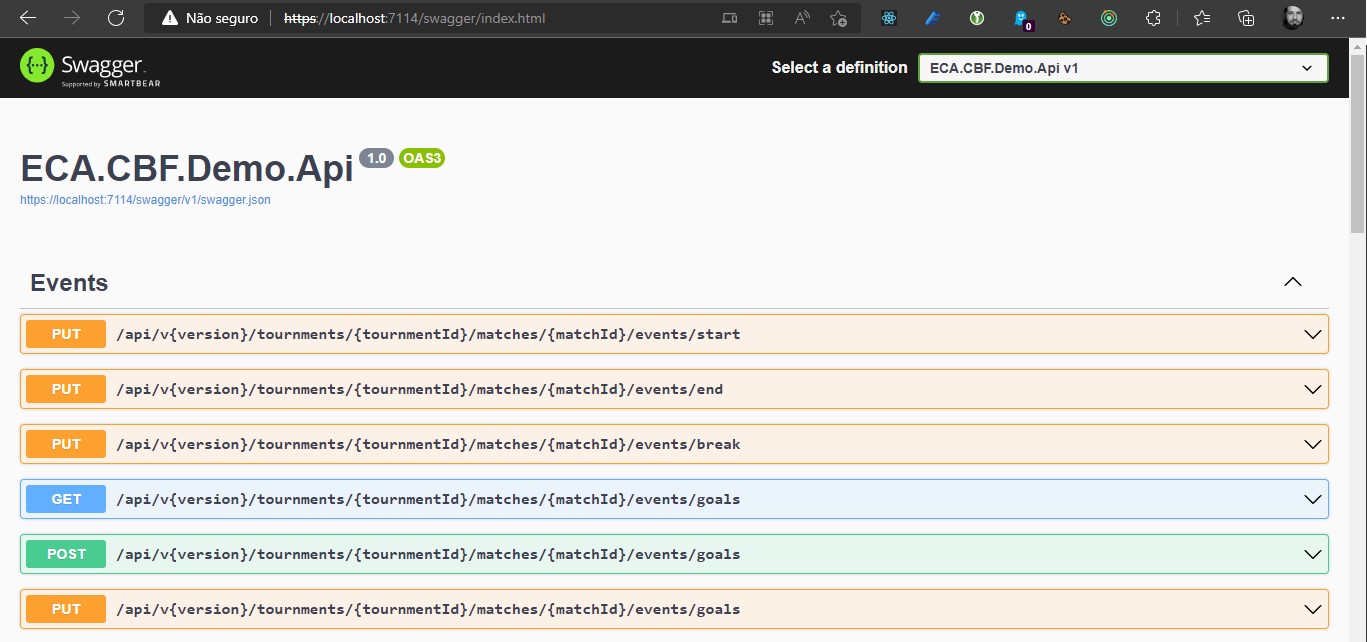 Não seguro https://localhost:7114/swagger/index.html
0
Swagger
Supported by SMARTBEAR
Select a definition ECA.CBF.Demo.Api v1
ECA.CBF.Demo.Api 1.0 OAS3
https://localhost:7114/swagger/v1/swagger.json
Events
PUT /api/v{version}/tournments/{tournmentId}/matches/{matchId}/events/start
PUT /api/v{version}/tournments/{tournmentId}/matches/{matchId}/events/end
PUT /api/v{version}/tournments/{tournmentId}/matches/{matchId}/events/break
GET /api/v{version}/tournments/{tournmentId}/matches/{matchId}/events/goals
POST /api/v{version}/tournments/{tournmentId}/matches/{matchId}/events/goals
PUT /api/v{version}/tournments/{tournmentId}/matches/{matchId}/events/goals